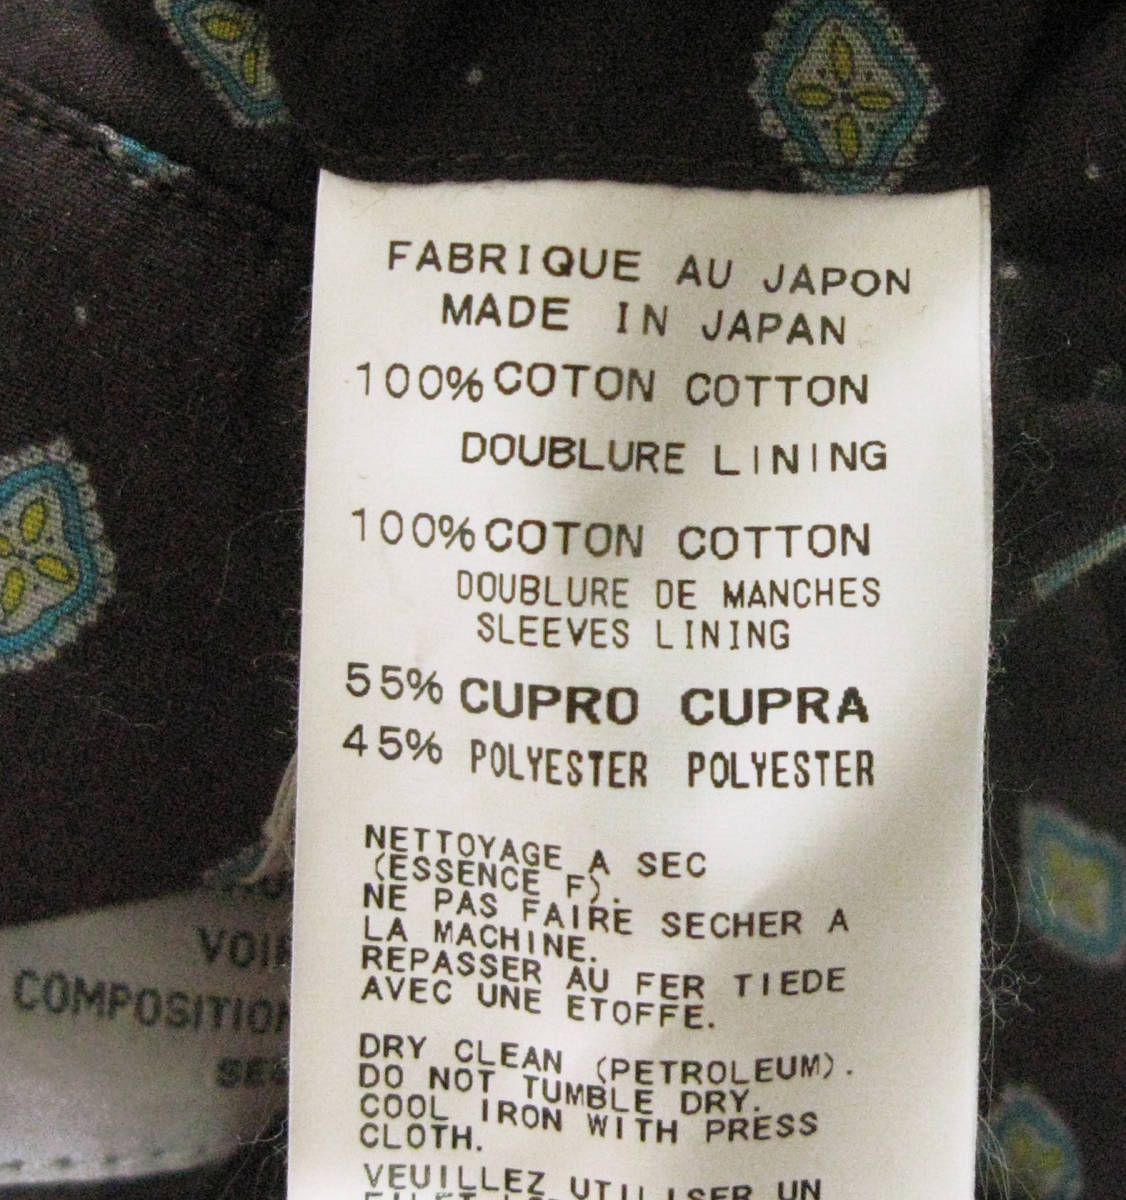 FABRIQUE AU JAPON
MADE IN JAPAN
100% COTON COTTON
DOUBLURE LINING
100% COTON COTTON
DOUBLURE DE MANCHES
SLEEVES LINING
55% CUPRO CUPRA
45% POLYESTER POLYESTER
NETTOYAGE A SEC
(ESSENCE F).
NE PAS FAIRE SECHER A
LA MACHINE.
REPASSER AU FER TIEDE
AVEC UNE ETOFFE.
DRY CLEAN (PETROLEUM).
DO NOT TUMBLE DRY.
COOL IRON WITH PRESS
CLOTH.
VEUILLEZ UTILISER UN
VOI
COMPOSITION